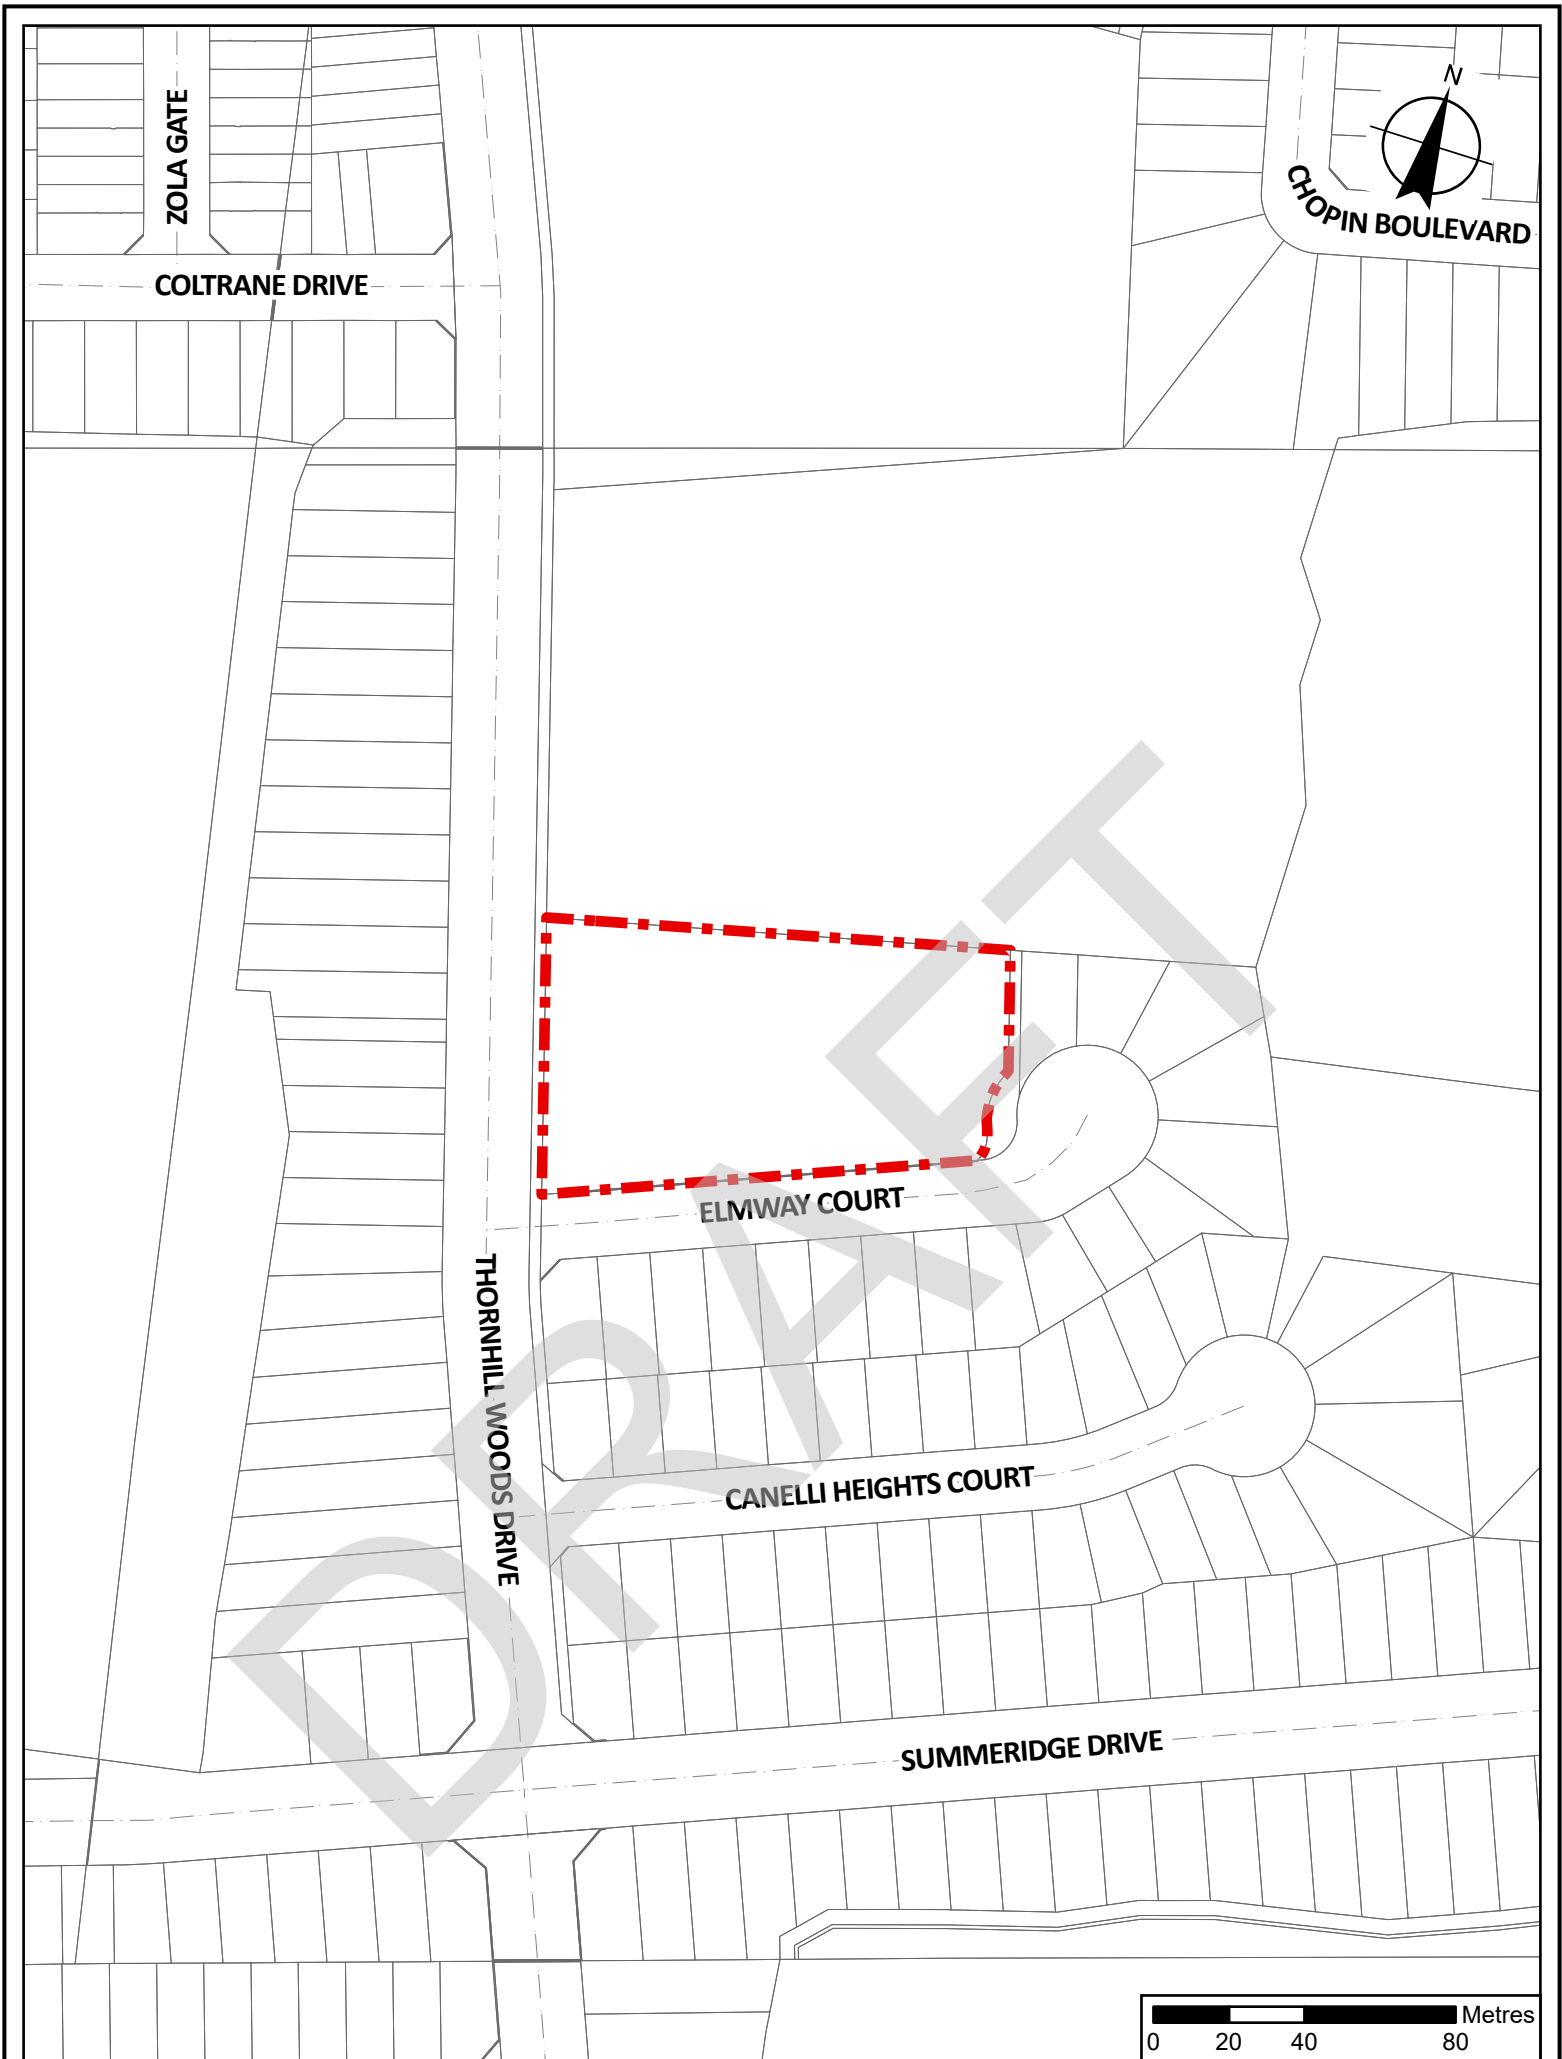 N
ZOLA GATE
CHOPIN BOULEVARD
COLTRANE DRIVE
ELMWAY COURT
THORNHILL WOODS DRIVE
CANELLI HEIGHTS COURT
DRAFT
SUMMERIDGE DRIVE
Metres
0 20 40 80